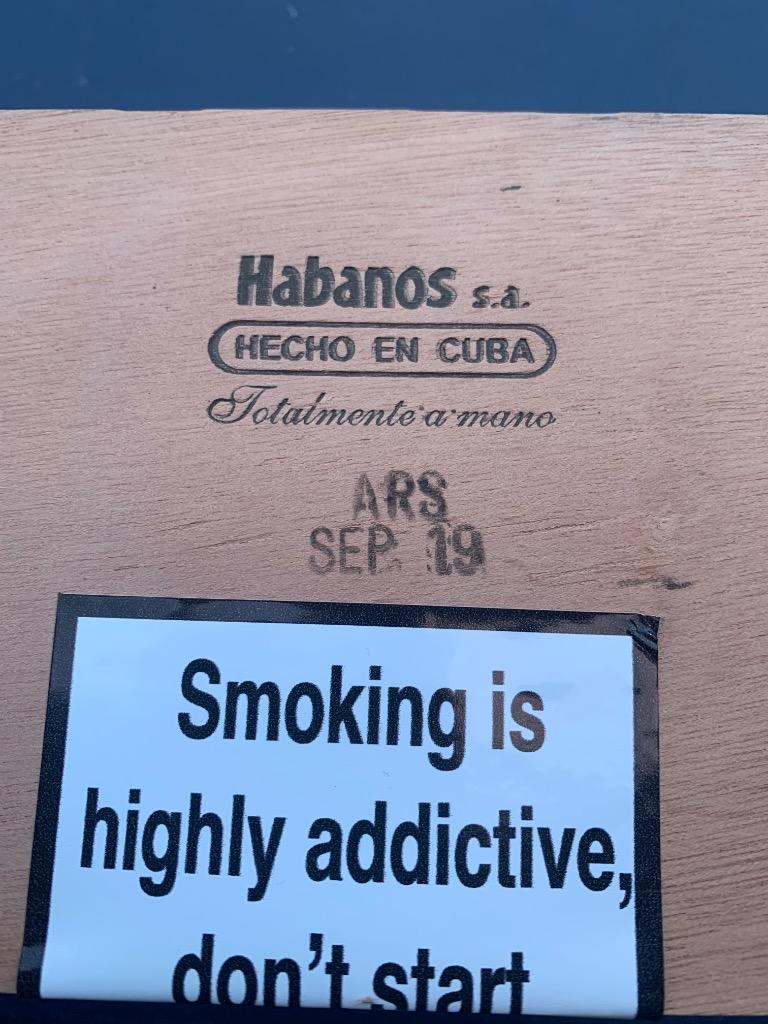 Habanos s.a.
HECHO EN CUBA
Totalmente a mano
ARS
SEP. 19
Smoking is
highly addictive,
don't start